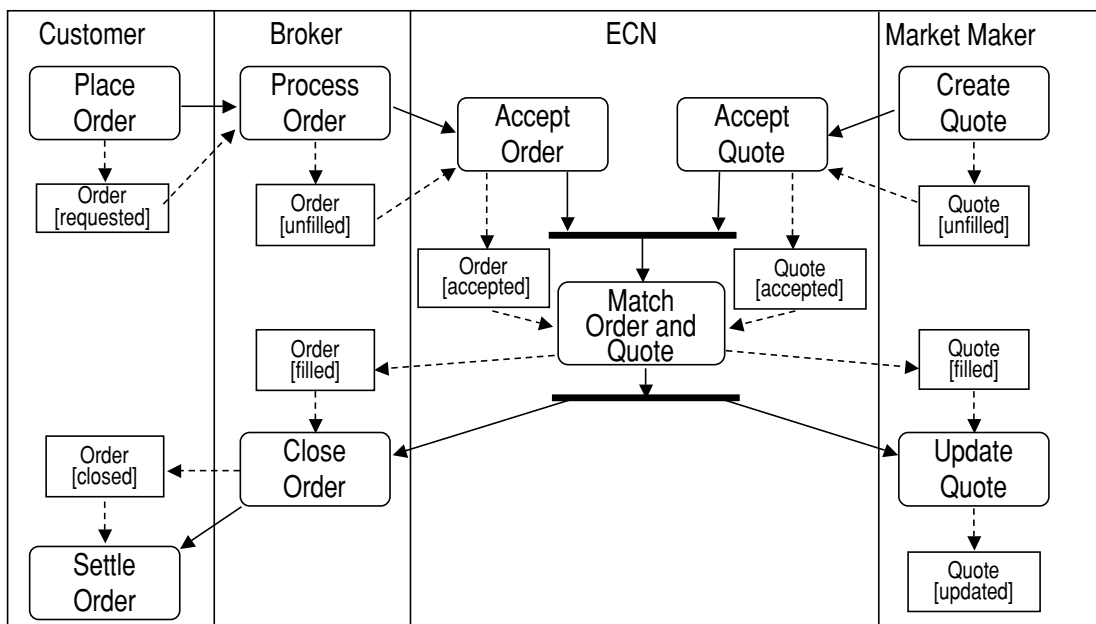 Customer
Broker
ECN
Market Maker
Place
Order
Process
Order
Accept
Order
Accept
Quote
Create
Quote
Order
[requested]
Order
[unfilled]
Quote
[unfilled]
Order
[accepted]
Quote
[accepted]
Match
Order and
Quote
Order
[filled]
Quote
[filled]
Order
[closed]
Close
Order
Update
Quote
Settle
Order
Quote
[updated]